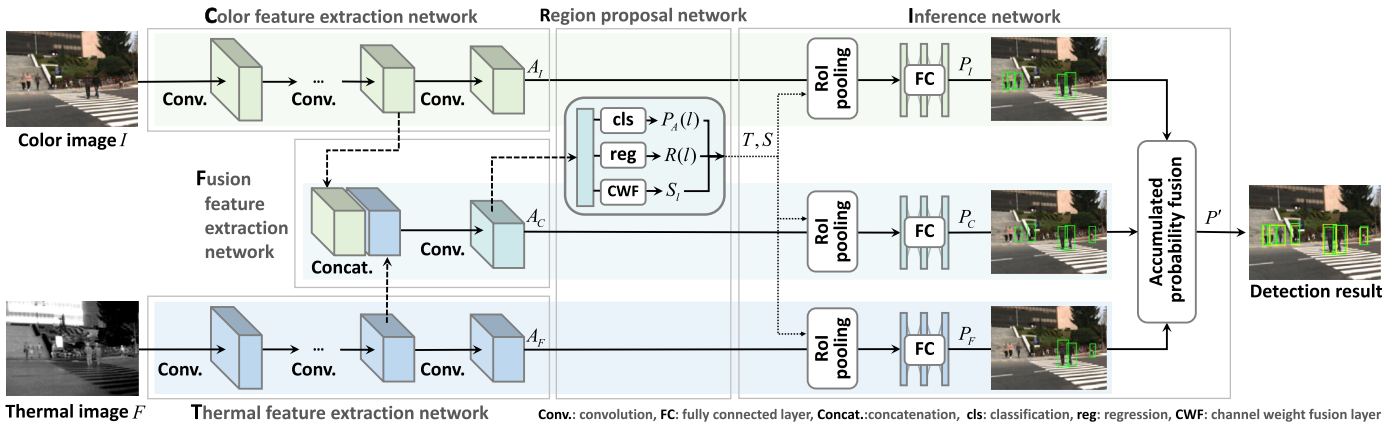 Color feature extraction network
Region proposal network
Inference network
Color image I
Conv.
...
Conv.
Conv.
A_I
RoI pooling
FC
P_I
cls
P_A(l)
reg
R(l)
CWF
S_l
T, S
Fusion
feature
extraction
network
Concat.
Conv.
A_C
RoI pooling
FC
P_C
Accumulated
probability fusion
P'
Detection result
Thermal image F
Conv.
...
Conv.
Conv.
A_F
RoI pooling
FC
P_F
Thermal feature extraction network
Conv.: convolution, FC: fully connected layer, Concat.:concatenation, cls: classification, reg: regression, CWF: channel weight fusion layer